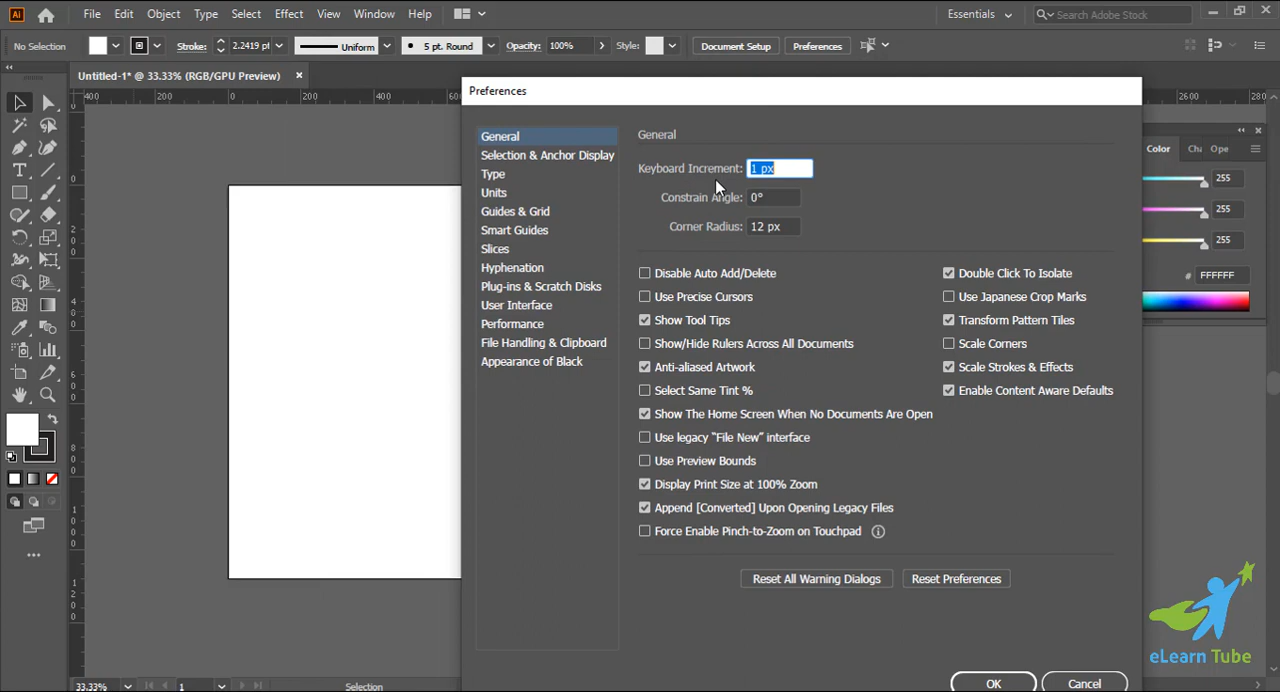 Ai File Edit Object Type Select Effect View Window Help Essentials Search Adobe Stock
No Selection Stroke: 2.2419 pt Uniform 5 pt. Round Opacity: 100% Style: Document Setup Preferences
Untitled-1* @ 33.33% (RGB/GPU Preview)
400 200 0 200 400 2600
Preferences
General
Selection & Anchor Display
Type
Units
Guides & Grid
Smart Guides
Slices
Hyphenation
Plug-ins & Scratch Disks
User Interface
Performance
File Handling & Clipboard
Appearance of Black
General
Keyboard Increment: 1 px
Constrain Angle: 0°
Corner Radius: 12 px
Disable Auto Add/Delete
Use Precise Cursors
Show Tool Tips
Show/Hide Rulers Across All Documents
Anti-aliased Artwork
Select Same Tint %
Show The Home Screen When No Documents Are Open
Use legacy “File New” interface
Use Preview Bounds
Display Print Size at 100% Zoom
Append [Converted] Upon Opening Legacy Files
Force Enable Pinch-to-Zoom on Touchpad
Double Click To Isolate
Use Japanese Crop Marks
Transform Pattern Tiles
Scale Corners
Scale Strokes & Effects
Enable Content Aware Defaults
Reset All Warning Dialogs Reset Preferences
OK Cancel
Color Ope
255
255
255
# FFFFFF
33.33% 1 Selection
eLearn Tube